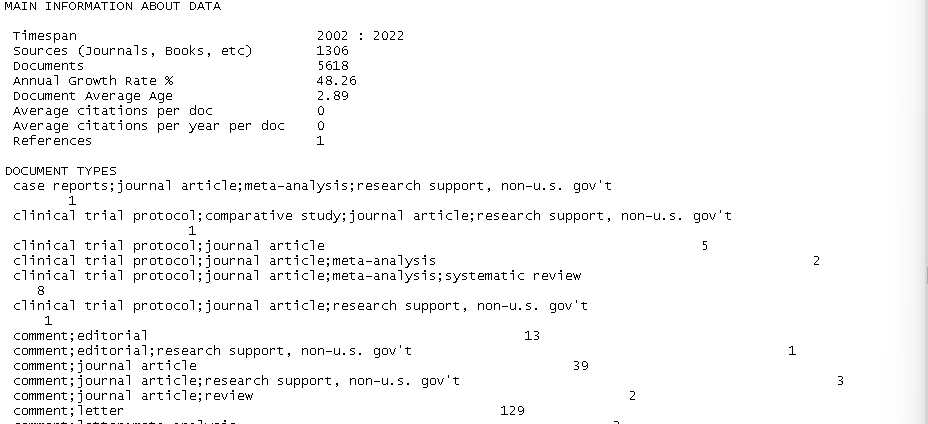 MAIN INFORMATION ABOUT DATA
Timespan 2002 : 2022
Sources (Journals, Books, etc) 1306
Documents 5618
Annual Growth Rate % 48.26
Document Average Age 2.89
Average citations per doc 0
Average citations per year per doc 0
References 1
DOCUMENT TYPES
case reports;journal article;meta-analysis;research support, non-u.s. gov't
1
clinical trial protocol;comparative study;journal article;research support, non-u.s. gov't
1
clinical trial protocol;journal article 5
clinical trial protocol;journal article;meta-analysis 2
clinical trial protocol;journal article;meta-analysis;systematic review
8
clinical trial protocol;journal article;research support, non-u.s. gov't
1
comment;editorial 13
comment;editorial;research support, non-u.s. gov't 1
comment;journal article 39
comment;journal article;research support, non-u.s. gov't 3
comment;journal article;review 2
comment;letter 129